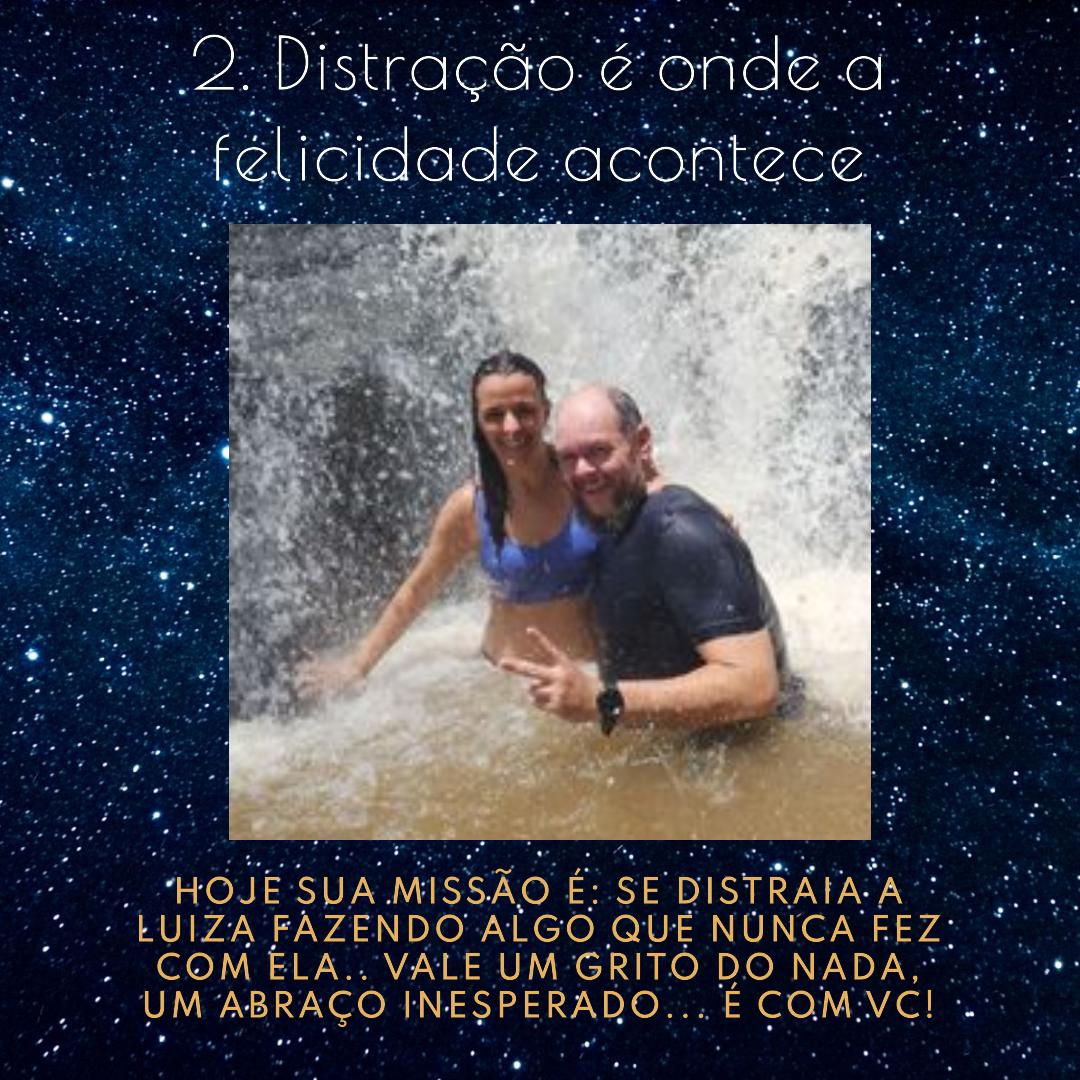 2. Distração é onde a
felicidade acontece
HOJE SUA MISSÃO É: SE DISTRAIA A
LUIZA FAZENDO ALGO QUE NUNCA FEZ
COM ELA.. VALE UM GRITO DO NADA,
UM ABRAÇO INESPERADO... É COM VC!